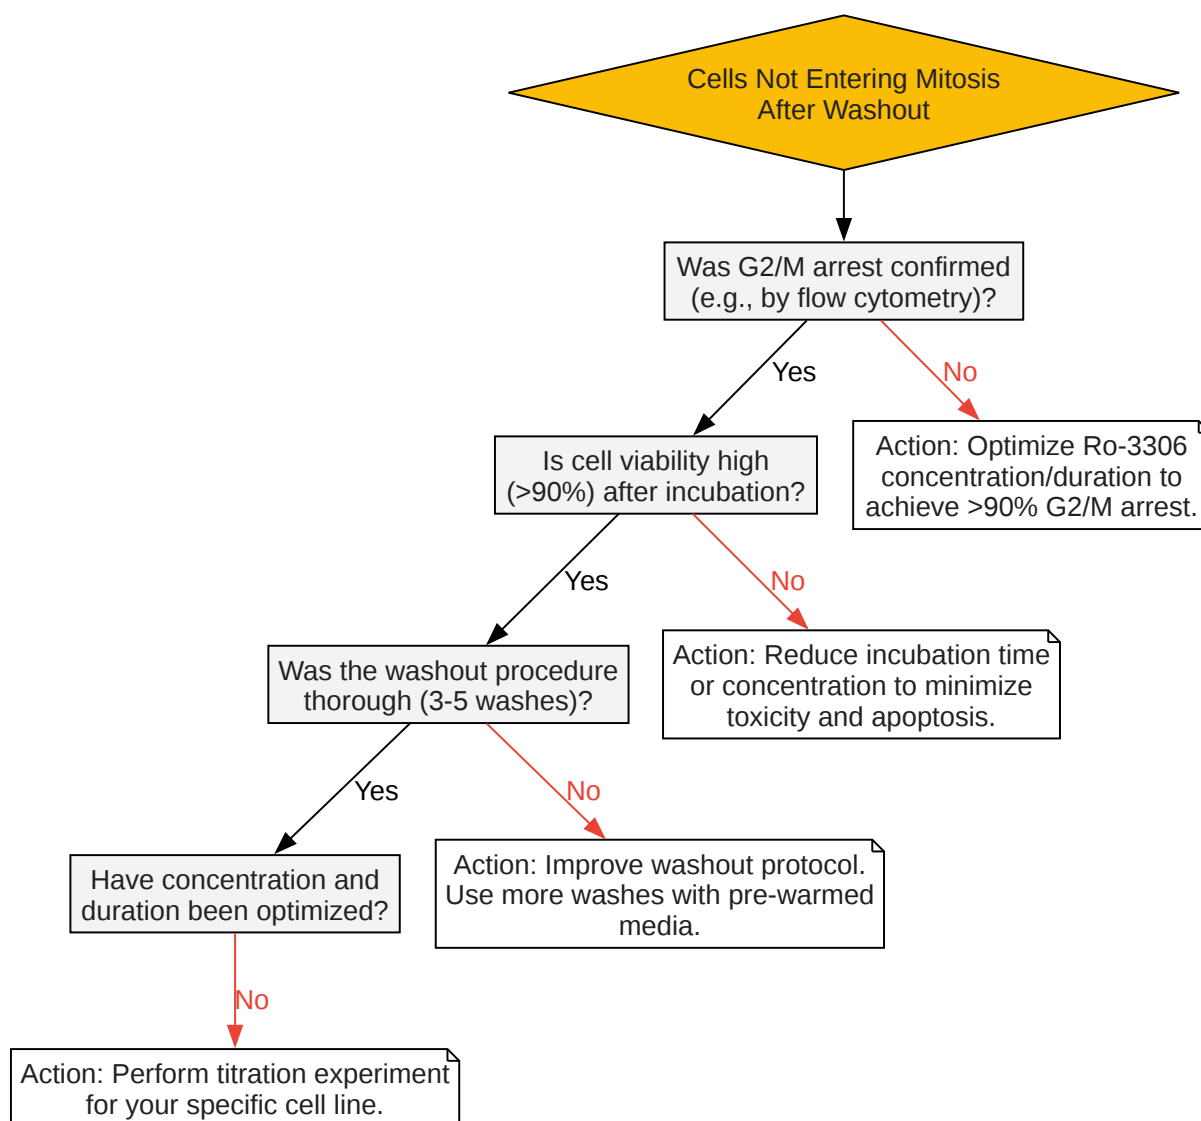 Cells Not Entering Mitosis
After Washout
Was G2/M arrest confirmed
(e.g., by flow cytometry)?
Yes
No
Is cell viability high
(>90%) after incubation?
Action: Optimize Ro-3306
concentration/duration to
achieve >90% G2/M arrest.
Yes
No
Was the washout procedure
thorough (3-5 washes)?
Action: Reduce incubation time
or concentration to minimize
toxicity and apoptosis.
Yes
No
Have concentration and
duration been optimized?
Action: Improve washout protocol.
Use more washes with pre-warmed
media.
No
Action: Perform titration experiment
for your specific cell line.